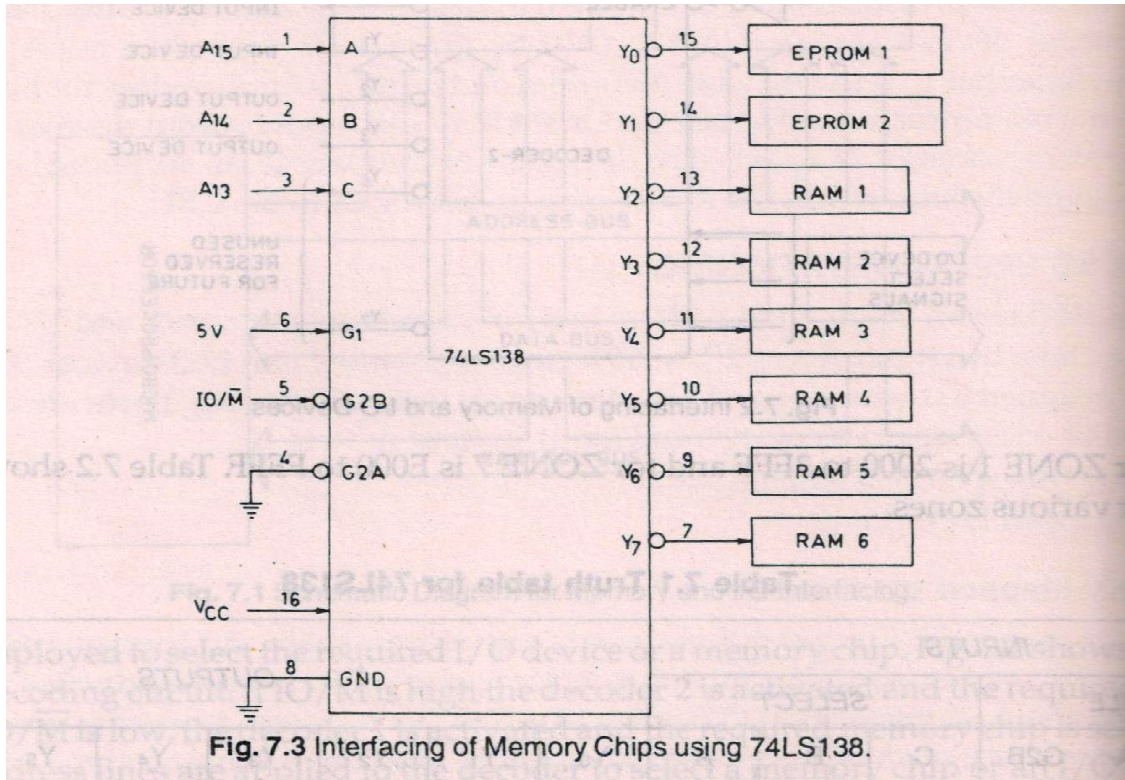 A15 1 A Y0 15 EPROM 1
A14 2 B Y1 14 EPROM 2
A13 3 C Y2 13 RAM 1
Y3 12 RAM 2
5V 6 G1 Y4 11 RAM 3
74LS138
IO/M̅ 5 G2B Y5 10 RAM 4
4 G2A Y6 9 RAM 5
Y7 7 RAM 6
VCC 16
8 GND
Fig. 7.3 Interfacing of Memory Chips using 74LS138.